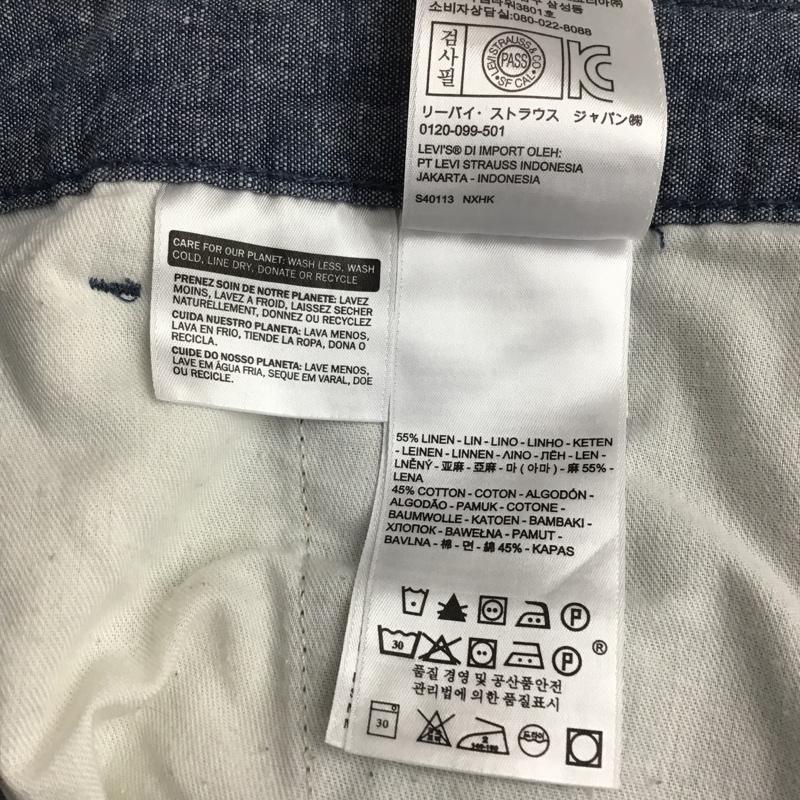 소비자상담실:080-022-8088
검사필
LEVI STRAUSS & CO.
PASS
SF CAL.
リーバイ・ストラウス ジャパン㈱
0120-099-501
LEVI'S® DI IMPORT OLEH:
PT LEVI STRAUSS INDONESIA
JAKARTA - INDONESIA
S40113 NXHK
CARE FOR OUR PLANET: WASH LESS, WASH
COLD, LINE DRY, DONATE OR RECYCLE
PRENEZ SOIN DE NOTRE PLANETE: LAVEZ
MOINS, LAVEZ A FROID, LAISSEZ SECHER
NATURELLEMENT, DONNEZ OU RECYCLEZ
CUIDA NUESTRO PLANETA: LAVA MENOS,
LAVA EN FRIO, TIENDE LA ROPA, DONA O
RECICLA.
CUIDE DO NOSSO PLANETA: LAVE MENOS,
LAVE EM ÁGUA FRIA, SEQUE EM VARAL, DOE
OU RECICLE.
55% LINEN - LIN - LINO - LINHO - KETEN
- LEINEN - LINNEN - ΛΙΝΟ - ЛЁН - LEN -
LNĚNÝ - 亚麻 - 亞麻 - 마 ( 아마 ) - 麻 55% -
LENA
45% COTTON - COTON - ALGODÓN -
ALGODÃO - PAMUK - COTONE -
BAUMWOLLE - KATOEN - BAMBAKI -
ХЛОПОК - BAWEŁNA - PAMUT -
BAVLNA - 棉 - 면 - 綿 45% - KAPAS
P
30 P ®
품질 경영 및 공산품안전
관리법에 의한 품질표시
30 드라이